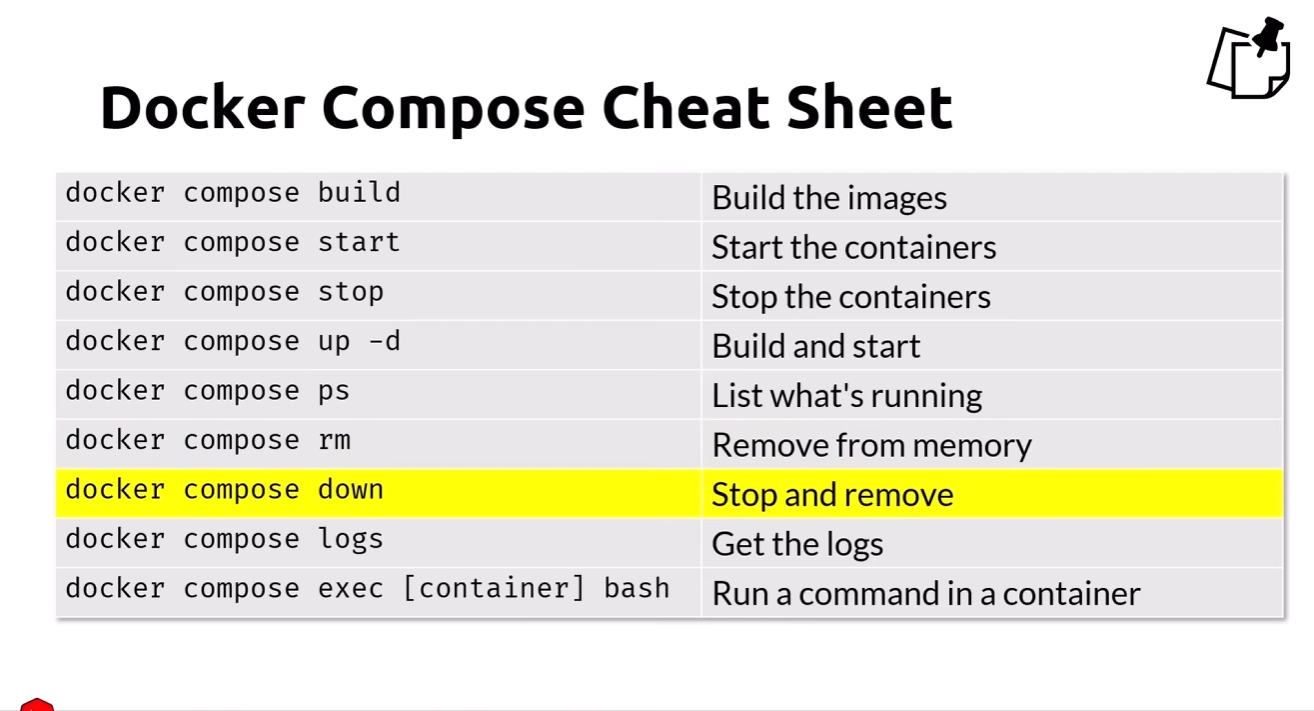 Docker Compose Cheat Sheet
docker compose build Build the images
docker compose start Start the containers
docker compose stop Stop the containers
docker compose up -d Build and start
docker compose ps List what's running
docker compose rm Remove from memory
docker compose down Stop and remove
docker compose logs Get the logs
docker compose exec [container] bash Run a command in a container